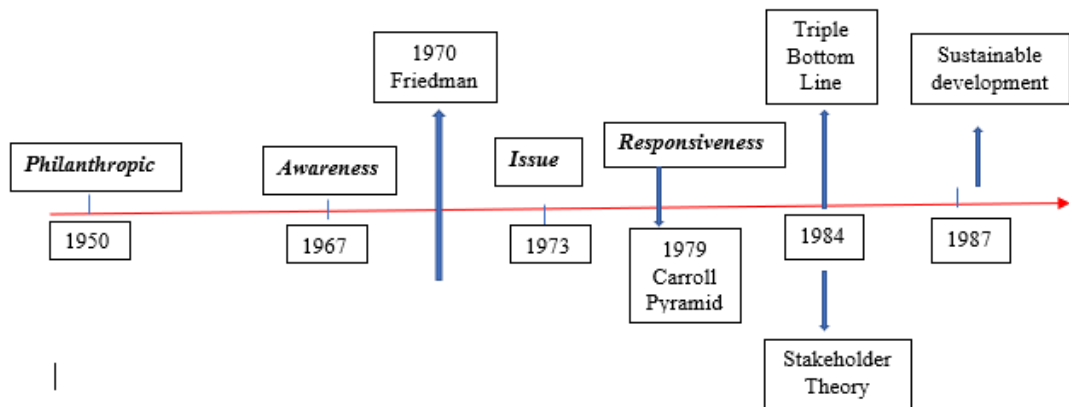 1970
Friedman
Triple
Bottom
Line
Sustainable
development
Philanthropic
Awareness
Issue
Responsiveness
1950
1967
1973
1979
Carroll
Pyramid
1984
1987
Stakeholder
Theory